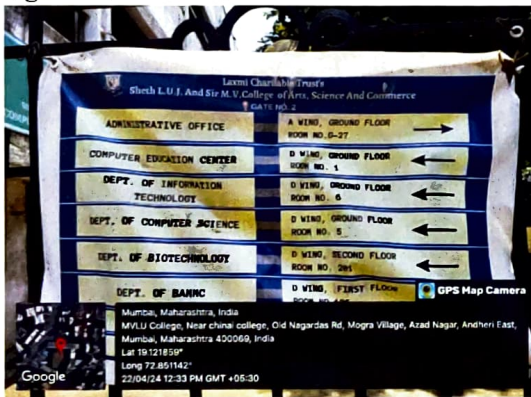 Laxmi Charitable Trust's
Sheth L.U.J. And Sir M.V.College of Arts, Science And Commerce
GATE NO. 2
ADMINISTRATIVE OFFICE
A WING, GROUND FLOOR
ROOM NO.G-27
COMPUTER EDUCATION CENTER
D WING, GROUND FLOOR
ROOM NO. 1
DEPT. OF INFORMATION
TECHNOLOGY
D WING, GROUND FLOOR
ROOM NO. 6
DEPT. OF COMPUTER SCIENCE
D WING, GROUND FLOOR
ROOM NO. 5
DEPT. OF BIOTECHNOLOGY
D WING, SECOND FLOOR
ROOM NO. 201
DEPT. OF BAMMC
D WING, FIRST FLOOR
GPS Map Camera
Mumbai, Maharashtra, India
MVLU College, Near chinai college, Old Nagardas Rd, Mogra Village, Azad Nagar, Andheri East,
Mumbai, Maharashtra 400069, India
Lat 19.121859°
Long 72.851142°
22/04/24 12:33 PM GMT +05:30
Google